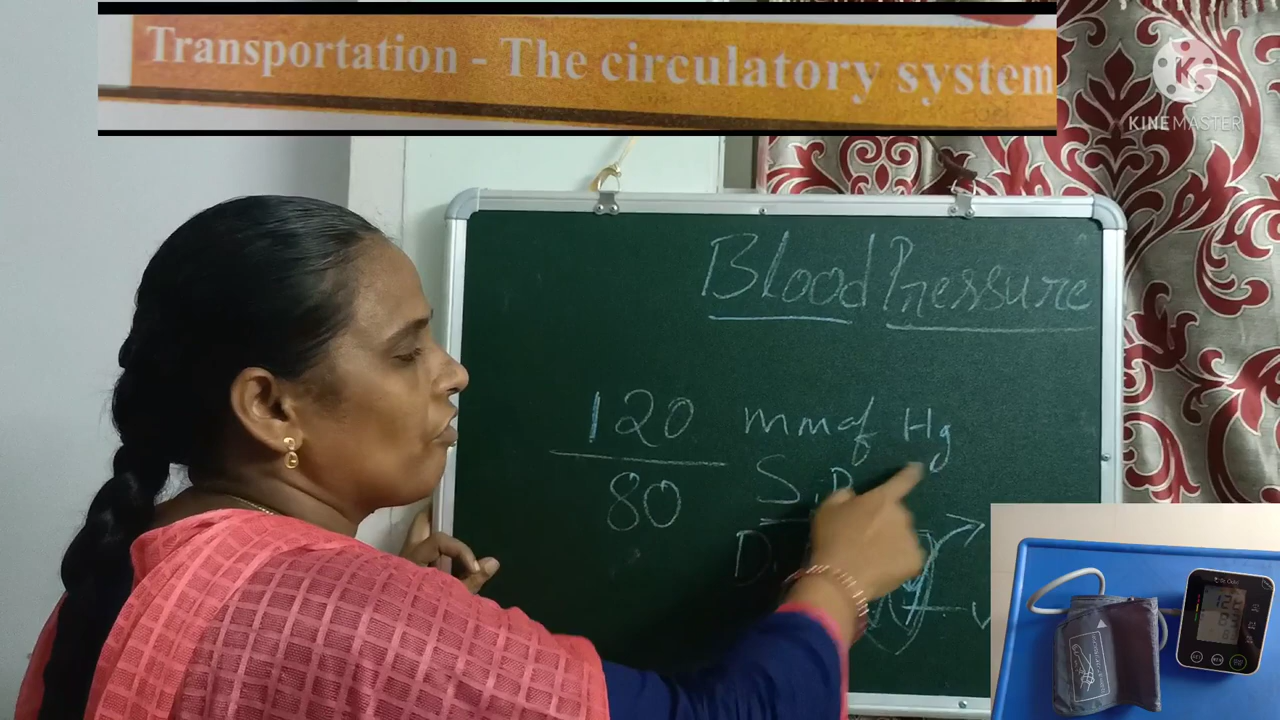 Transportation - The circulatory system
KINEMASTER
Blood Pressure
120 mm of Hg
80
S.P
D.